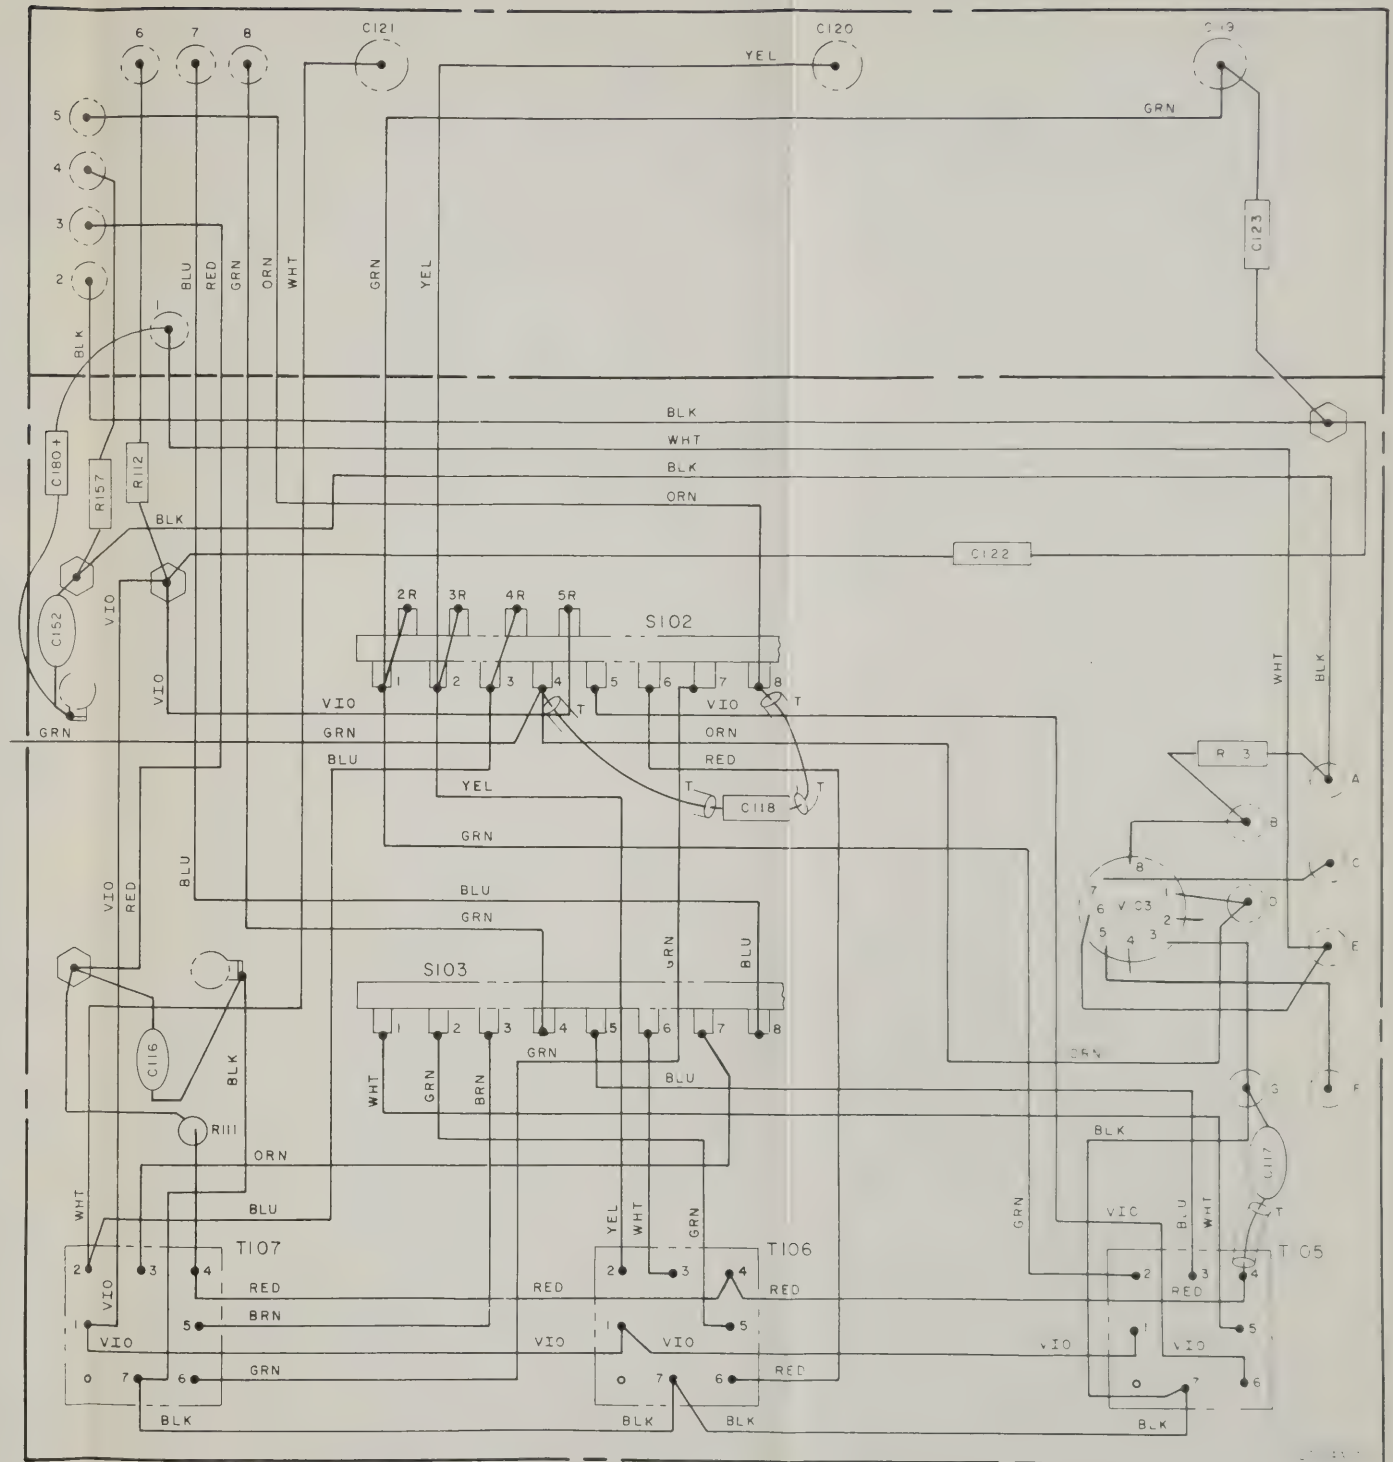 6 7 8 C121 C120
YEL
GRN
5
4
3
2
C123
BLU RED GRN ORN WHT GRN YEL
BLK
BLK
WHT
BLK
ORN
C180+ R157 R112
BLK
C122
VIO
C152
2R 3R 4R 5R
S102
1 2 3 4 5 6 7 8
VIO
VIO T VIO T
WHT BLK
GRN GRN ORN
BLU RED
YEL T C118 T
GRN
A
B
C
D
E
F
G
8
7 1
6 2
5 4 3
VIO RED BLU
BLU
GRN
GRN BLU
S103
1 2 3 4 5 6 7 8
GRN
C116 BLK WHT GRN BRN BLU
R111
BLK
ORN
WHT
BLU
YEL WHT GRN GRN BLU WHT T
T107 T106
2 3 4 2 3 4 2 3 4
RED RED RED RED
VIO
1 5 BRN 1 5 1 5
VIO VIO VIO VIO
7 6 GRN 7 6 RED 7 6
BLK BLK BLK BLK